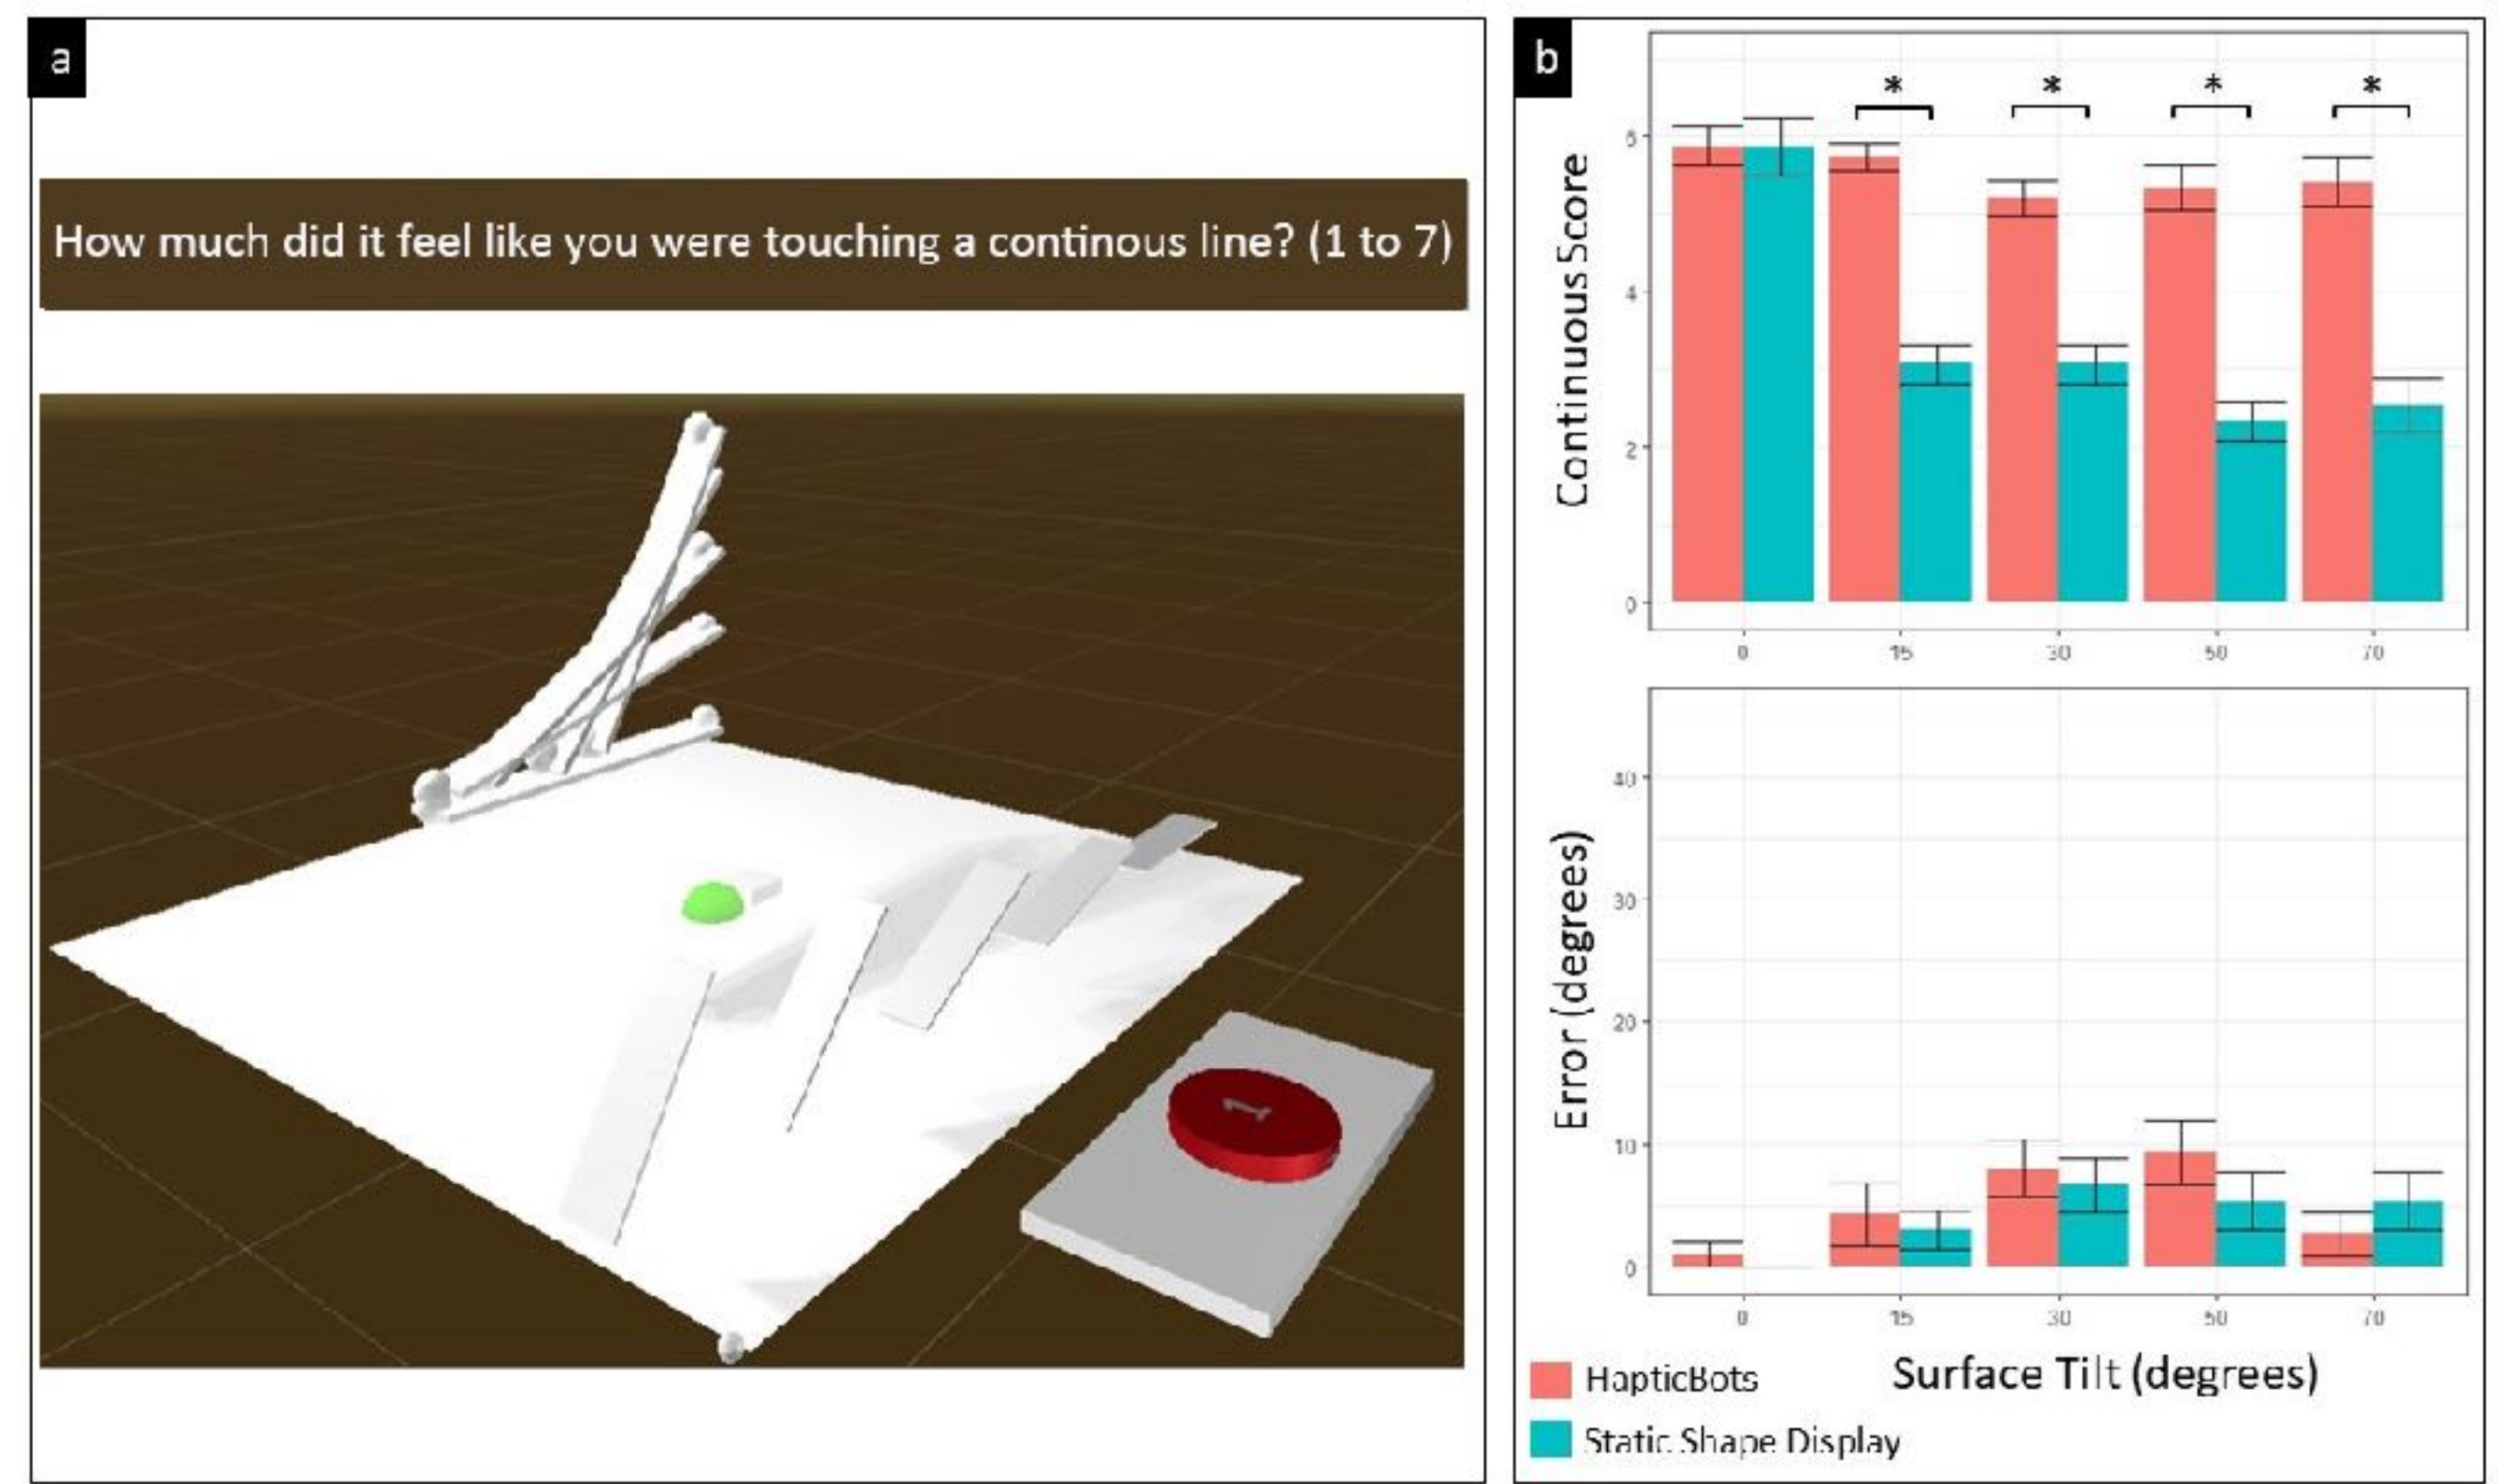 a
How much did it feel like you were touching a continous line? (1 to 7)
1
b
Continuous Score
6
4
2
0
* * * *
0 15 30 50 70
Error (degrees)
40
30
20
10
0
0 15 30 50 70
Surface Tilt (degrees)
HapticBots
Static Shape Display